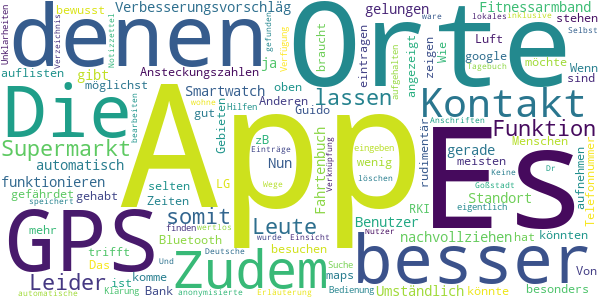 denen
Verbesserungsvorschläg
bewusst
Unklarheiten
Verzeichnis
Notizzettel
auflisten
gibt
ja
Ansteckungszahlen
möglichst
Smartwatch
oben
Orte
gelungen
Fitnessarmband
stehen
Luft
Wie
google
möchte
Wenn
sind
ware
lokales
inklusive
gefunden
Selbst
Verfügung
braucht
eintragen
aufgehalten
zeigen
angezeigt
Tagebuch
Die
App
Es
Supermarkt
automatisch
funktionieren
gefährdet
gehabt
bearbeiten
gut
Gebieten
Hilfen
wohne
Anderen
Guido
lassen
Kontakt
Funktion
zB
Einträge
Nun
Fahrtenbuch
Verknüpfung
wenig
eingeben
löschen
rudimentär
gerade
meisten
Anschriften
Menschen
aufnehmen
Telefonnummer
Keine
Dr
Goßstadt
eigentlich
speichert
selten
Zeiten
LG
Wege
somit
Leute
Benutzer
RKI
Standort
nachvollziehen
hat
könnten
GPS
Zudem
besser
mehr
finden
wertlos
Bluetooth
trifft
Das
Und
Deutsche
wurde
Einsicht
besuchen
Nutzer
Suche
maps
Bedienung
Umständlich
könnte
Von
besonders
Leider
ist
komme
Bank
automatische
Klärung
anonymisierte
Erläuterung